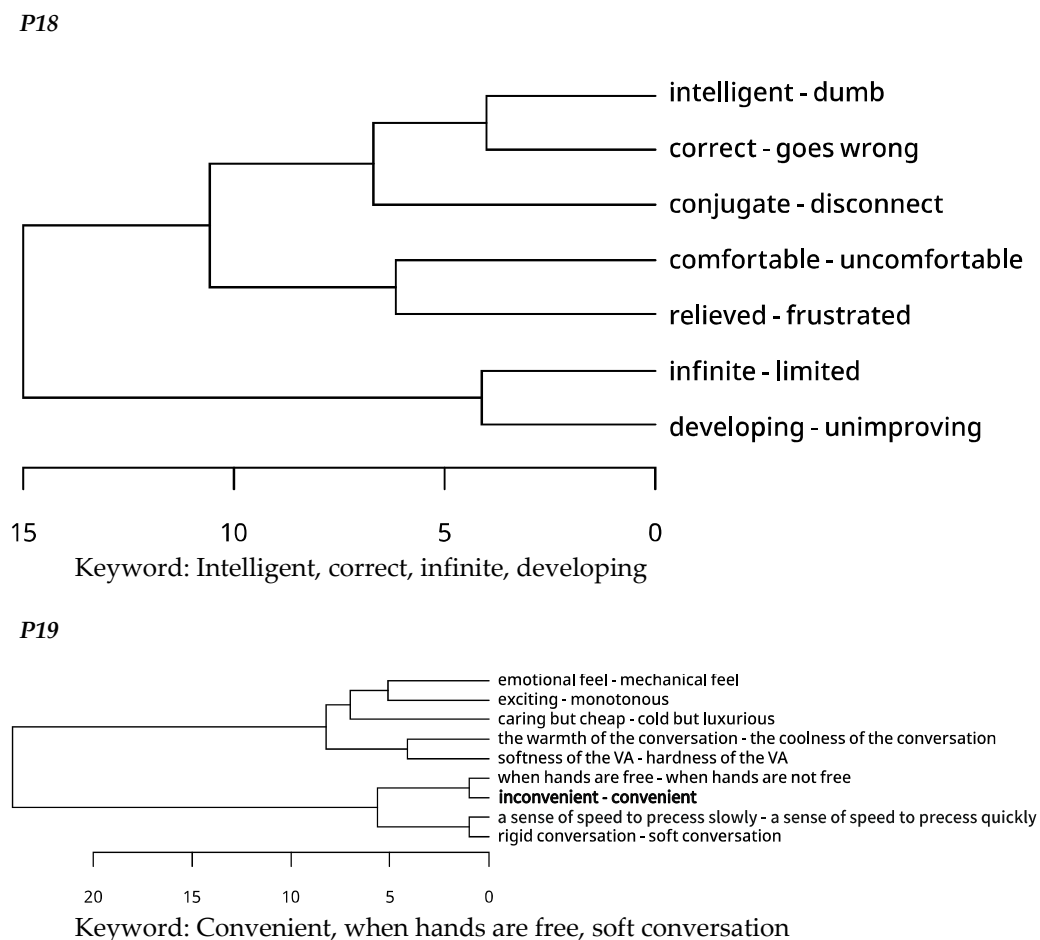 P18
intelligent - dumb
correct - goes wrong
conjugate - disconnect
comfortable - uncomfortable
relieved - frustrated
infinite - limited
developing - unimproving
15 10 5 0
Keyword: Intelligent, correct, infinite, developing
P19
emotional feel - mechanical feel
exciting - monotonous
caring but cheap - cold but luxurious
the warmth of the conversation - the coolness of the conversation
softness of the VA - hardness of the VA
when hands are free - when hands are not free
inconvenient - convenient
a sense of speed to precess slowly - a sense of speed to precess quickly
rigid conversation - soft conversation
20 15 10 5 0
Keyword: Convenient, when hands are free, soft conversation